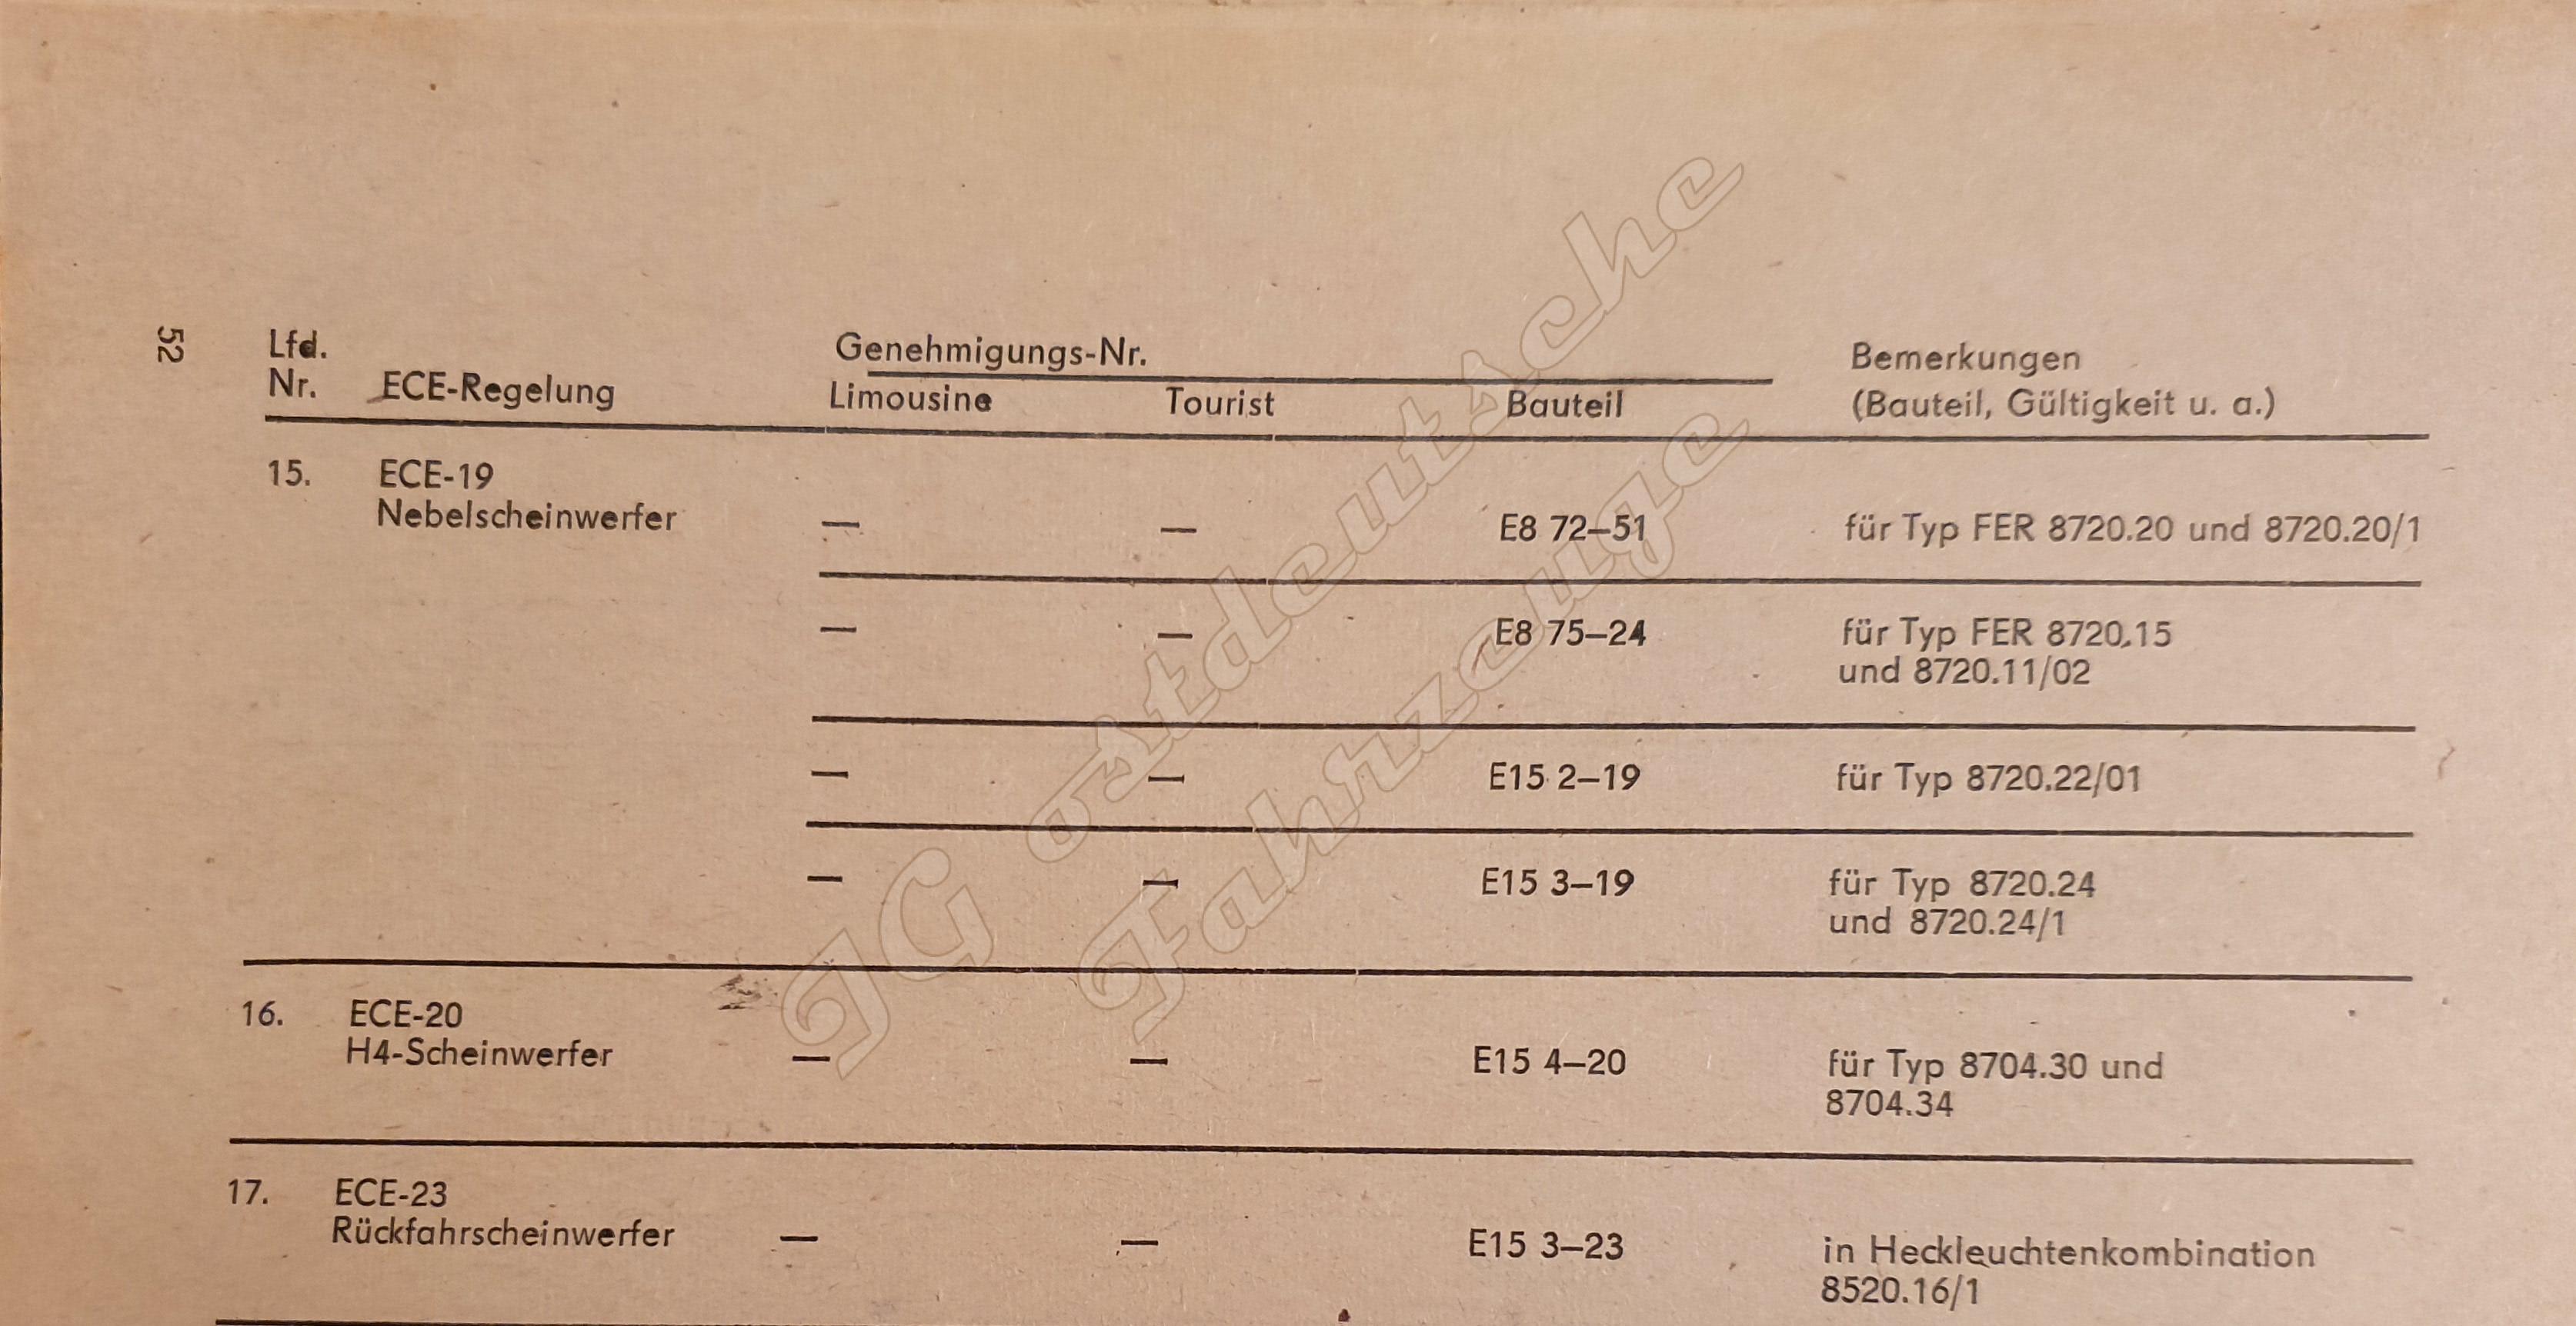 52
Lfd.
Nr. ECE-Regelung
Genehmigungs-Nr.
Limousine Tourist Bauteil
Bemerkungen
(Bauteil, Gültigkeit u. a.)
15. ECE-19
Nebelscheinwerfer — — E8 72–51 für Typ FER 8720.20 und 8720.20/1
— — E8 75–24 für Typ FER 8720.15
und 8720.11/02
— — E15 2–19 für Typ 8720.22/01
— — E15 3–19 für Typ 8720.24
und 8720.24/1
16. ECE-20
H4-Scheinwerfer — — E15 4–20 für Typ 8704.30 und
8704.34
17. ECE-23
Rückfahrscheinwerfer — — E15 3–23 in Heckleuchtenkombination
8520.16/1
IG ostdeutsche
Fahrzeuge